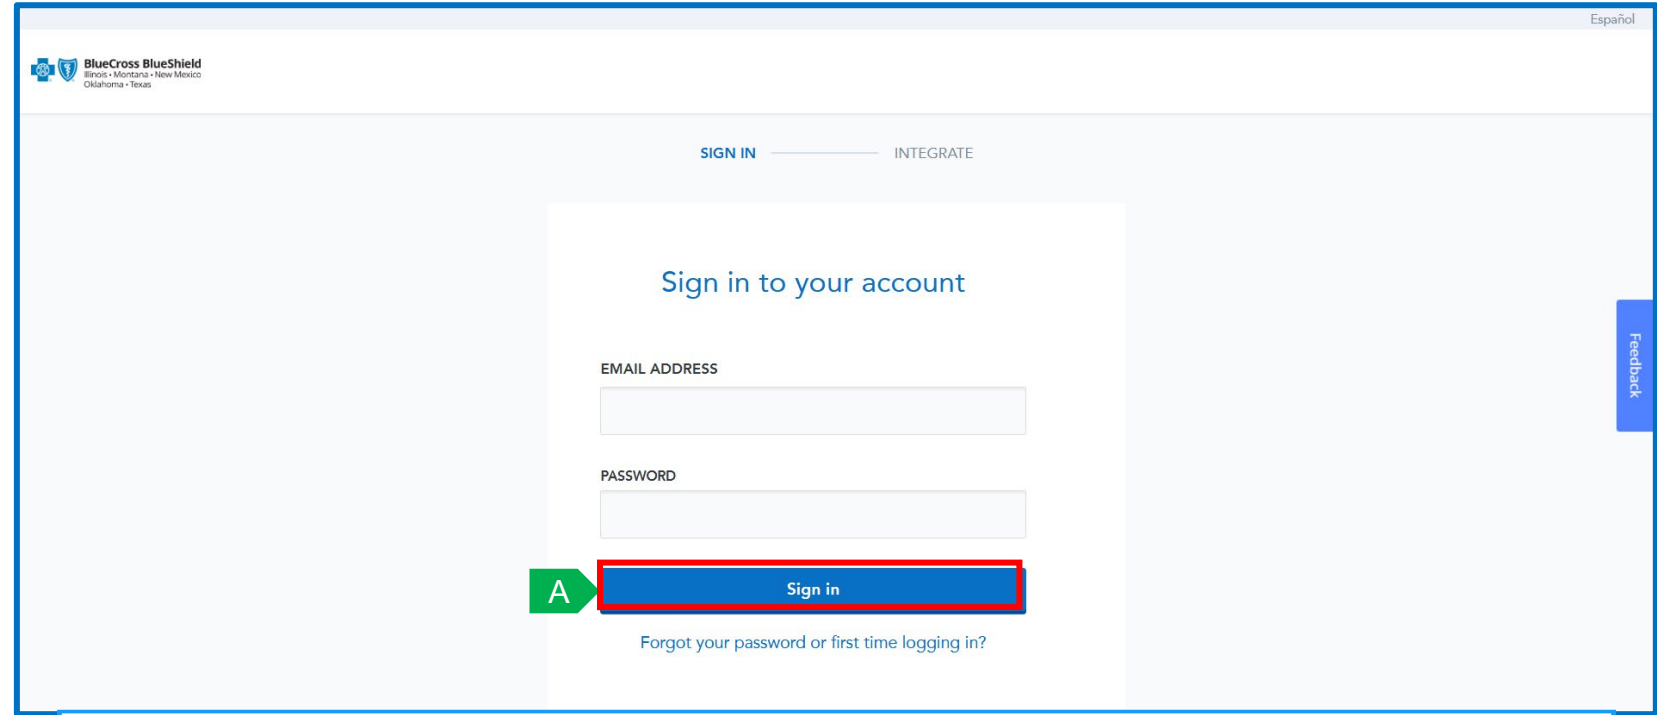 Español
BlueCross BlueShield
Illinois • Montana • New Mexico
Oklahoma • Texas
SIGN IN
INTEGRATE
Sign in to your account
EMAIL ADDRESS
Feedback
PASSWORD
A
Sign in
Forgot your password or first time logging in?